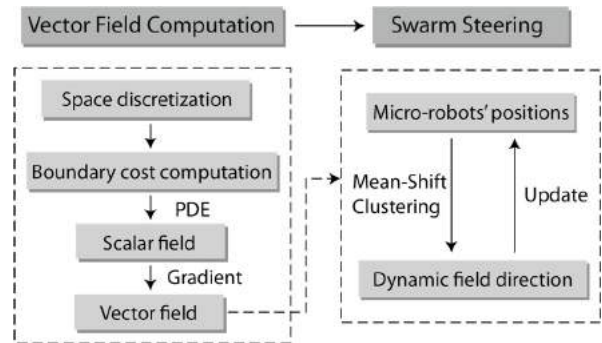 Vector Field Computation
Swarm Steering
Space discretization
Boundary cost computation
PDE
Scalar field
Gradient
Vector field
Micro-robots' positions
Mean-Shift
Clustering
Update
Dynamic field direction